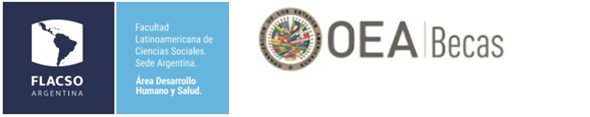 FLACSO
ARGENTINA
Facultad
Latinoamericana de
Ciencias Sociales.
Sede Argentina.
Área Desarrollo
Humano y Salud.
OEA Becas